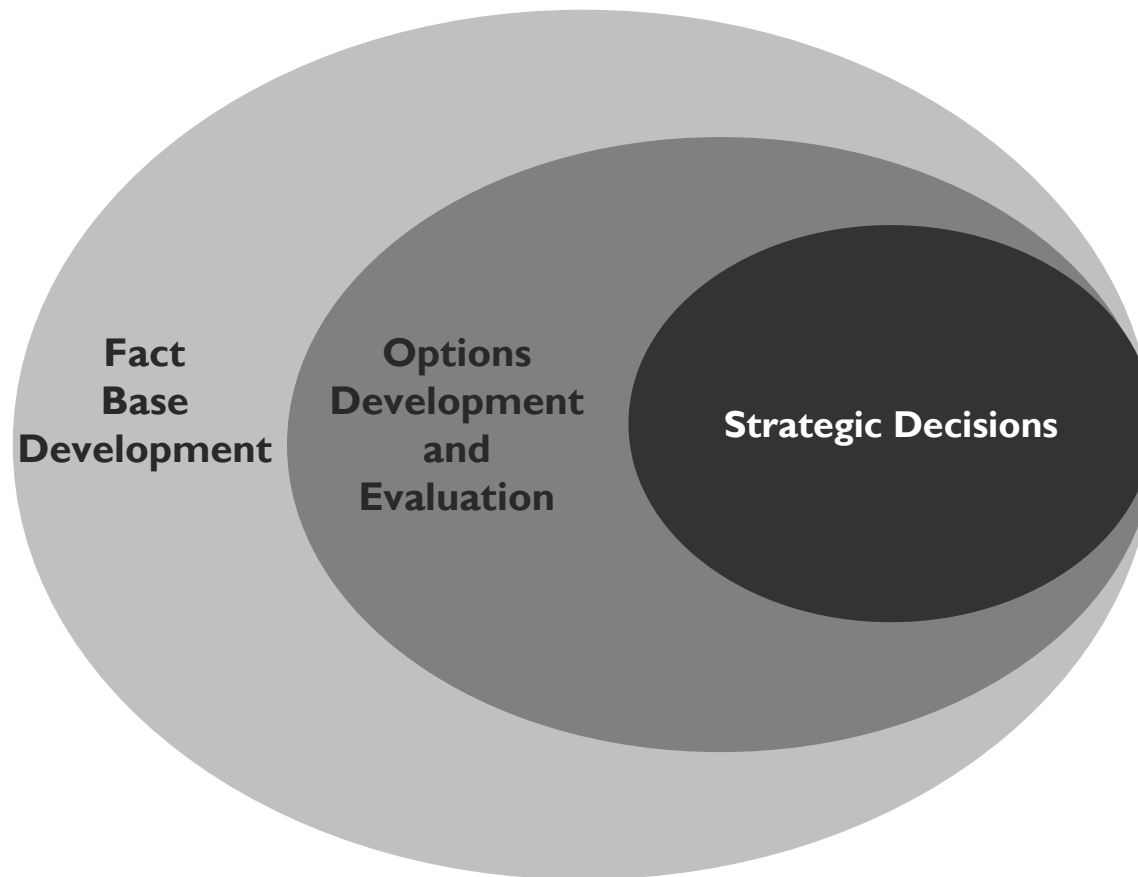 Fact
Base
Development
Options
Development
and
Evaluation
Strategic Decisions